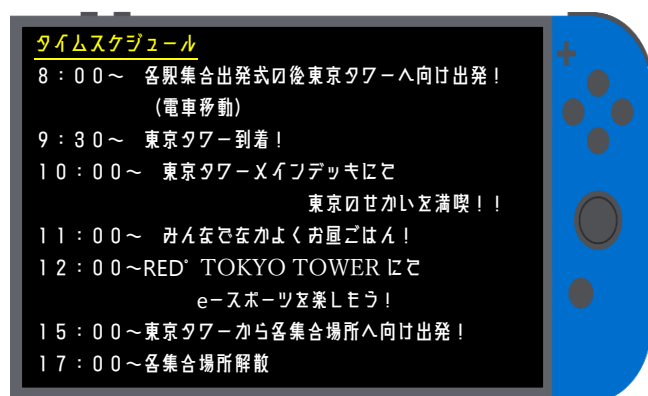 タイムスケジュール
８：００～ 各駅集合出発式の後東京タワーへ向け出発！
（電車移動）
９：３０～ 東京タワー到着！
１０：００～ 東京タワーメインデッキにて
東京のせかいを満喫！！
１１：００～ みんなでなかよくお昼ごはん！
１２：００～RED° TOKYO TOWER にて
e－スポーツを楽しもう！
１５：００～東京タワーから各集合場所へ向け出発！
１７：００～各集合場所解散